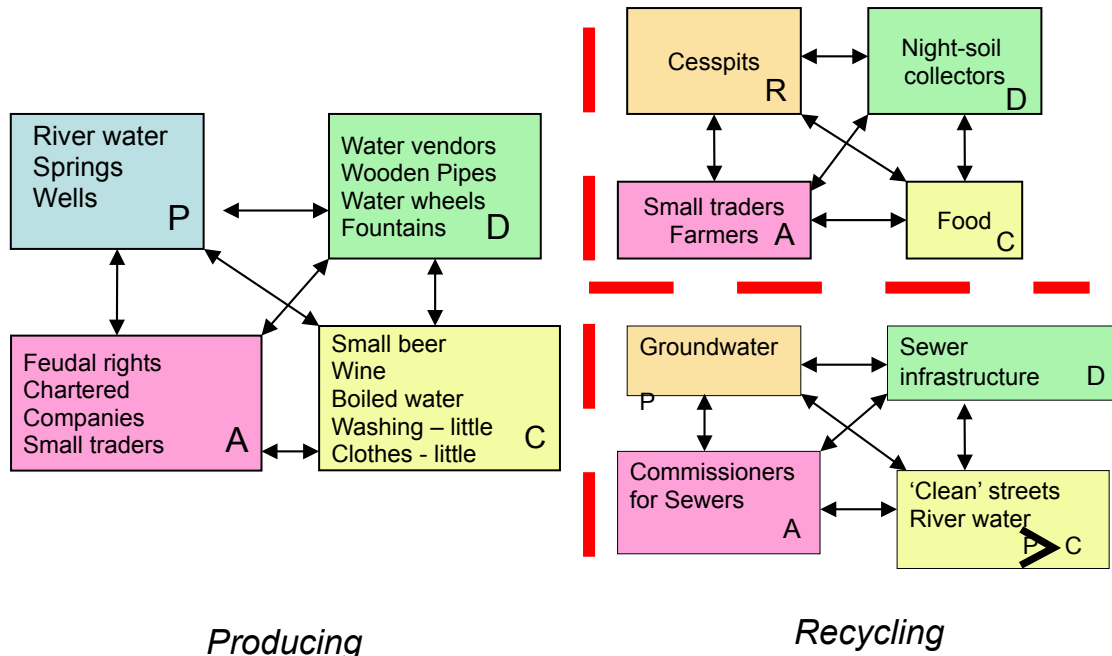 River water
Springs
Wells
P
Water vendors
Wooden Pipes
Water wheels
Fountains
D
Feudal rights
Chartered
Companies
Small traders
A
Small beer
Wine
Boiled water
Washing – little
Clothes - little
C
Producing
Cesspits
R
Night-soil
collectors
D
Small traders
Farmers
A
Food
C
Groundwater
P
Sewer
infrastructure
D
Commissioners
for Sewers
A
‘Clean’ streets
River water
P > C
Recycling